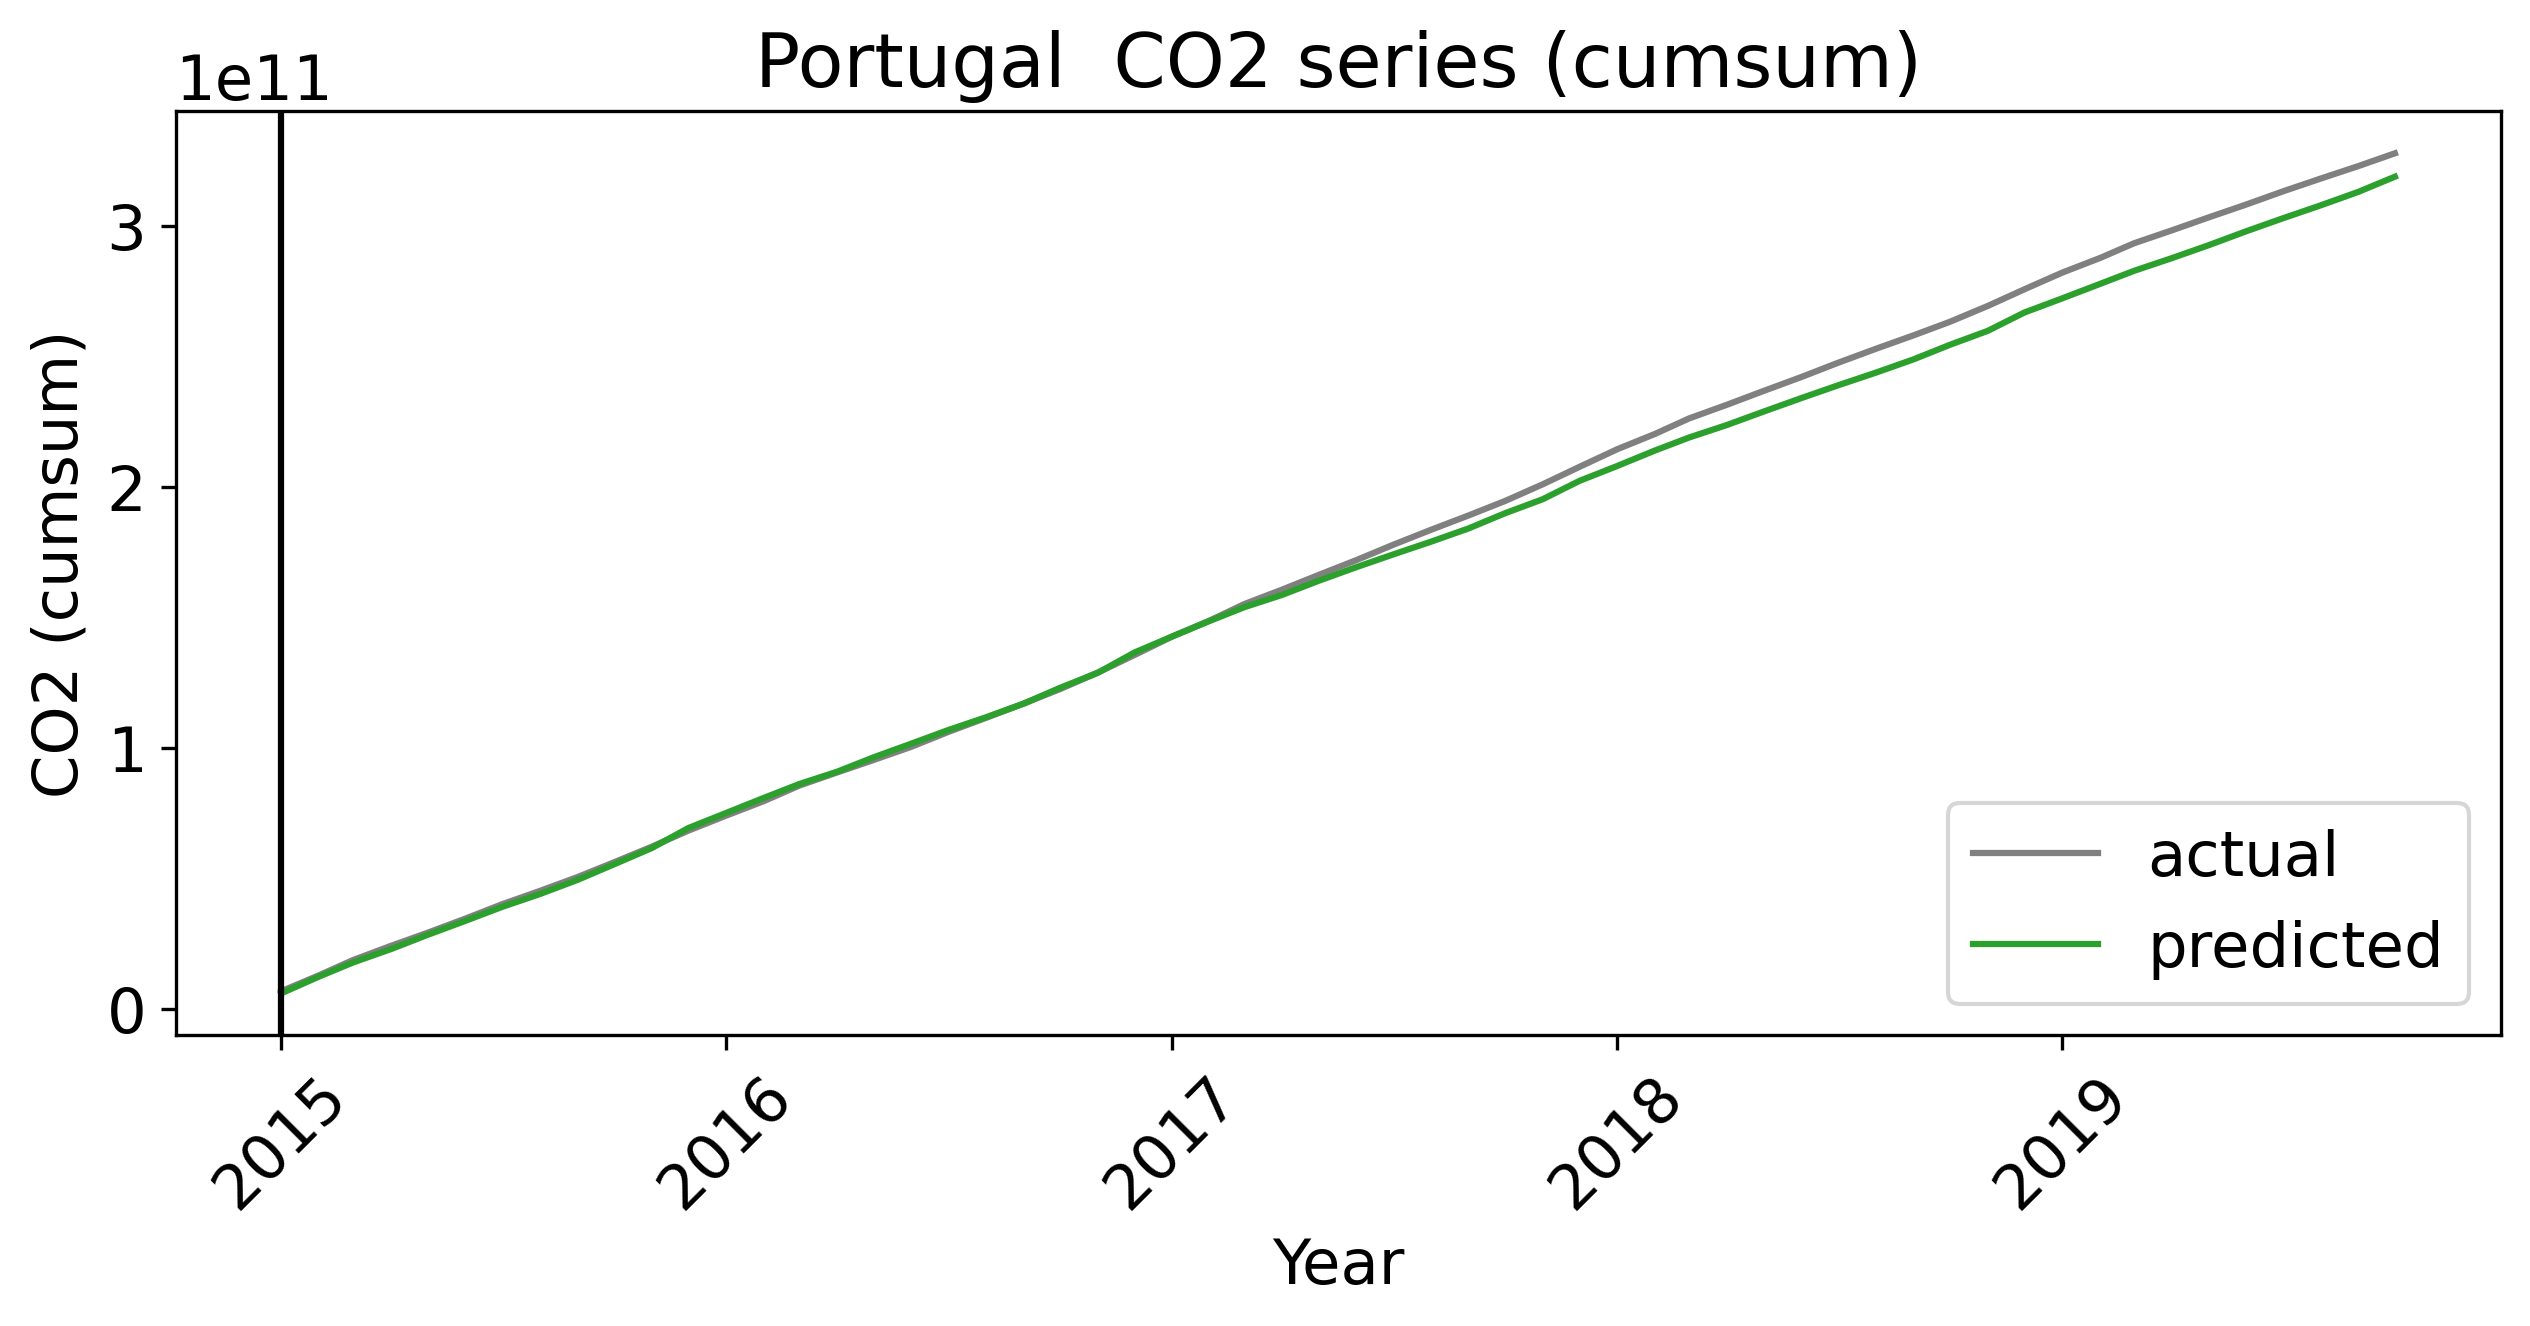 Portugal  CO2 series (cumsum)
1e11
CO2 (cumsum)
3
2
1
0
actual
predicted
2015
2016
2017
2018
2019
Year